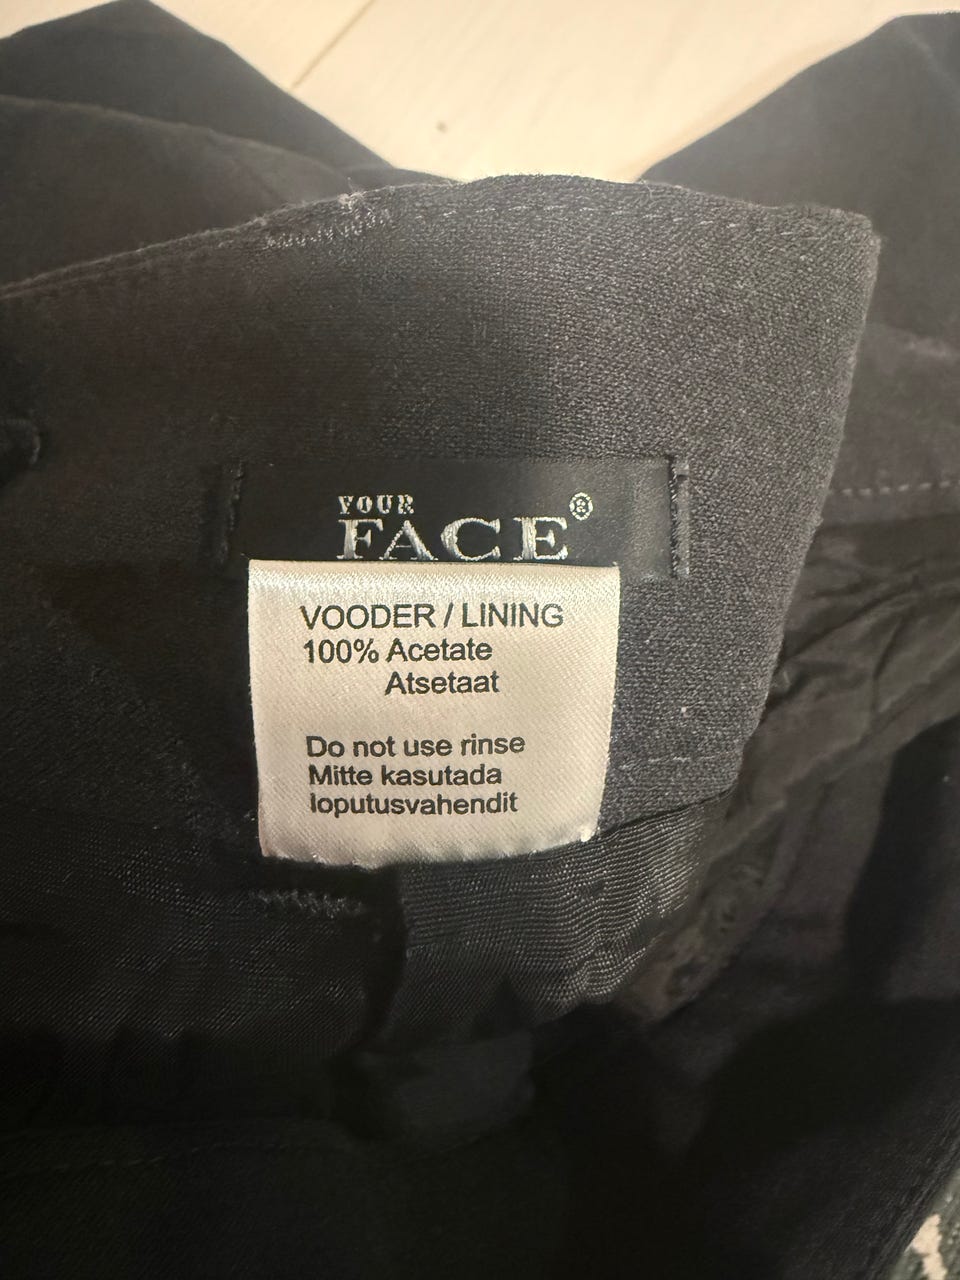 YOUR
FACE®
VOODER / LINING
100% Acetate
Atsetaat
Do not use rinse
Mitte kasutada
loputusvahendit